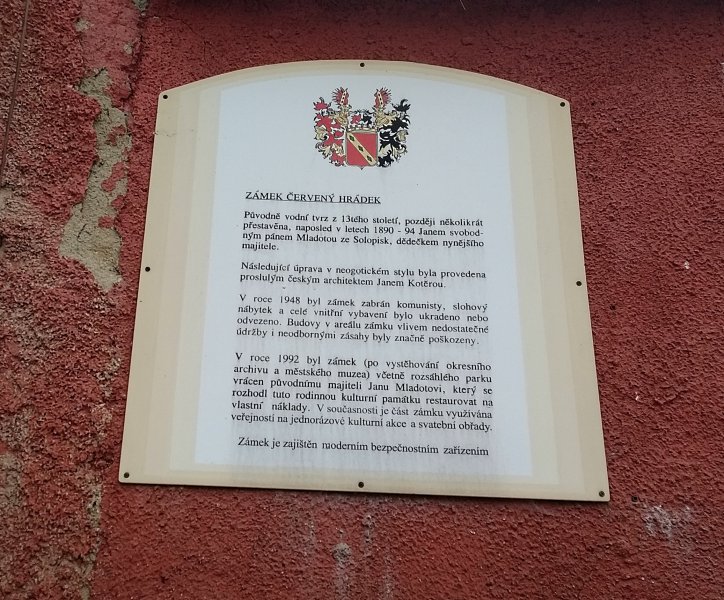 ZÁMEK ČERVENÝ HRÁDEK
Původně vodní tvrz z 13tého století, později několikrát
přestavěna, naposled v letech 1890 - 94 Janem svobod-
ným pánem Mladotou ze Solopisk, dědečkem nynějšího
majitele.
Následující úprava v neogotickém stylu byla provedena
proslulým českým architektem Janem Kotěrou.
V roce 1948 byl zámek zabrán komunisty, slohový
nábytek a celé vnitřní vybavení bylo ukradeno nebo
odvezeno. Budovy v areálu zámku vlivem nedostatečné
údržby i neodbornými zásahy byly značně poškozeny.
V roce 1992 byl zámek (po vystěhování okresního
archivu a městského muzea) včetně rozsáhlého parku
vrácen původnímu majiteli Janu Mladotovi, který se
rozhodl tuto rodinnou kulturní památku restaurovat na
vlastní náklady. V současnosti je část zámku využívána
veřejností na jednorázové kulturní akce a svatební obřady.
Zámek je zajištěn moderním bezpečnostním zařízením